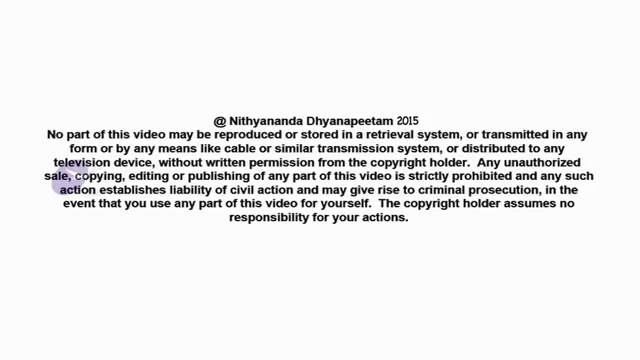 @ Nithyananda Dhyanapeetam 2015
No part of this video may be reproduced or stored in a retrieval system, or transmitted in any
form or by any means like cable or similar transmission system, or distributed to any
television device, without written permission from the copyright holder. Any unauthorized
sale, copying, editing or publishing of any part of this video is strictly prohibited and any such
action establishes liability of civil action and may give rise to criminal prosecution, in the
event that you use any part of this video for yourself. The copyright holder assumes no
responsibility for your actions.